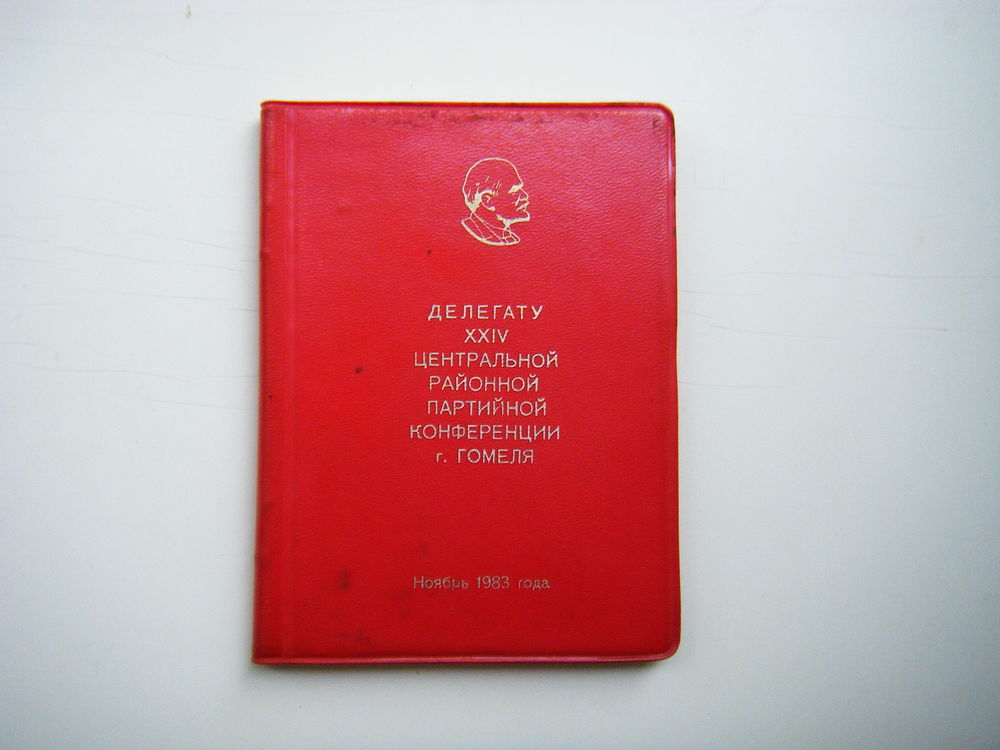 ДЕЛЕГАТУ
XXIV
ЦЕНТРАЛЬНОЙ
РАЙОННОЙ
ПАРТИЙНОЙ
КОНФЕРЕНЦИИ
г. ГОМЕЛЯ
Ноябрь 1983 года